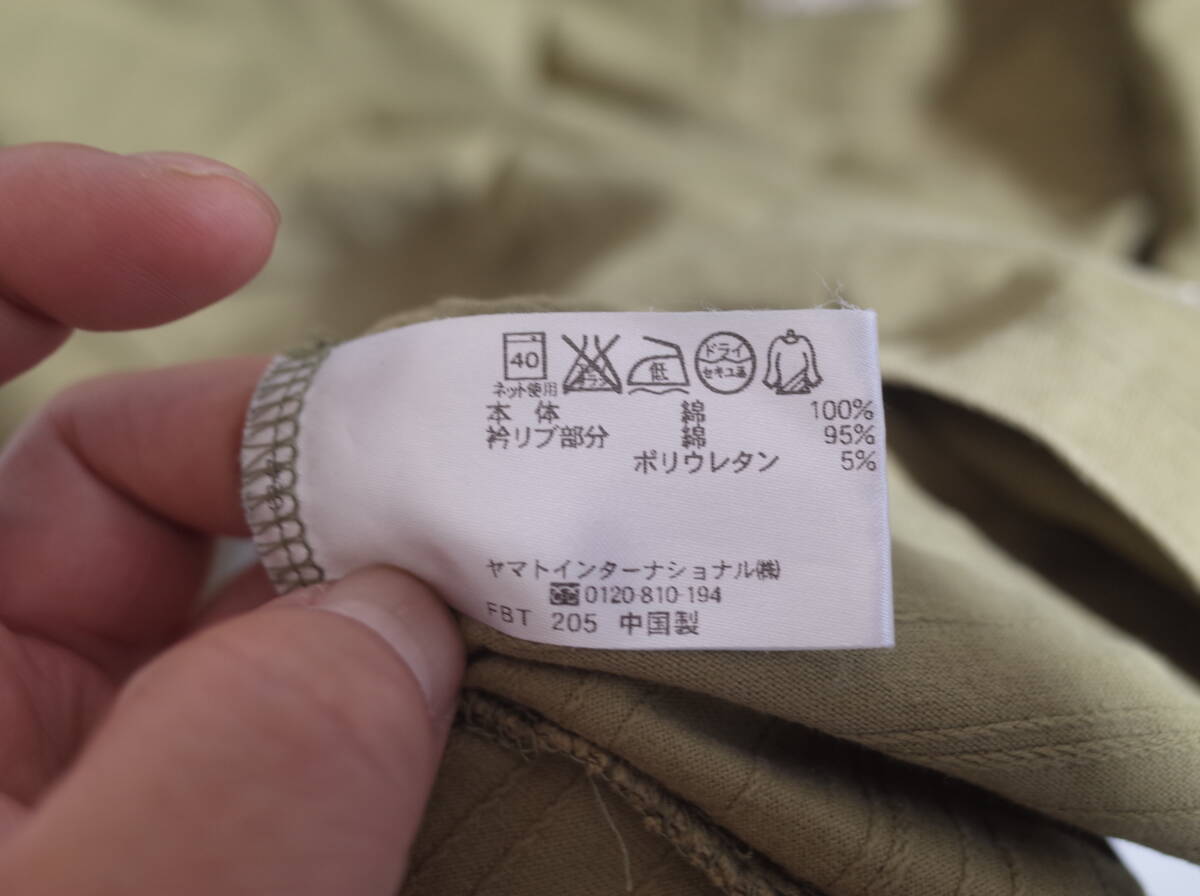 40 ドライ
低 セキユ系
ネット使用
本 体 綿 100%
衿リブ部分 綿 95%
ポリウレタン 5%
ヤマトインターナショナル㈱
0120-810-194
FBT 205 中国製